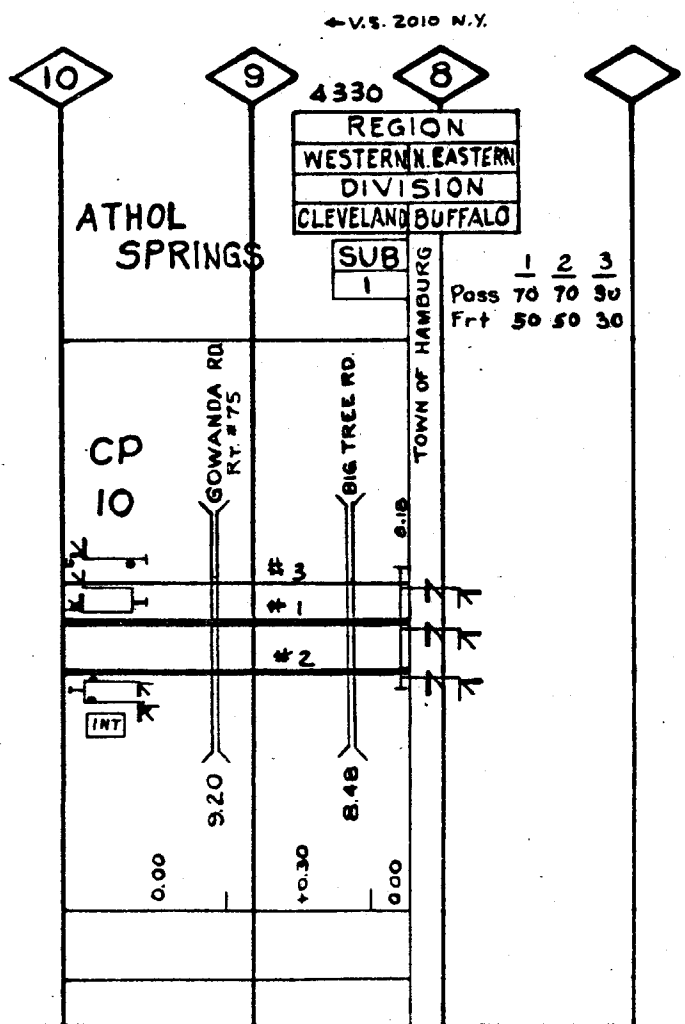 ←V.S. 2010 N.Y.
10
9
8
4330
REGION
WESTERN N.EASTERN
DIVISION
CLEVELAND BUFFALO
ATHOL
SPRINGS
SUB
1
TOWN OF HAMBURG
1 2 3
Pass 70 70 30
Frt 50 50 30
GOWANDA RD.
RT. #75
BIG TREE RD.
CP
10
8.18
#3
#1
#2
INT
9.20
8.48
0.00
+0.30
0.00